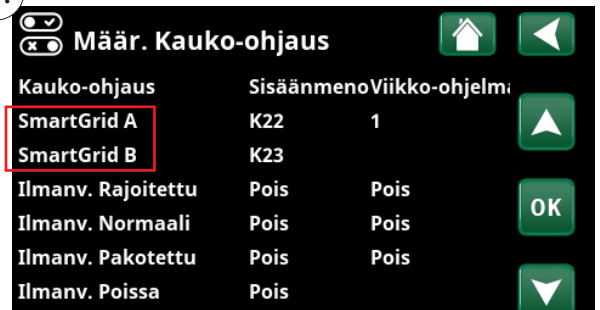 Määr. Kauko-ohjaus
Kauko-ohjaus Sisäänmeno Viikko-ohjelma
SmartGrid A K22 1
SmartGrid B K23
Ilmanv. Rajoitettu Pois Pois
OK
Ilmanv. Normaali Pois Pois
Ilmanv. Pakotettu Pois Pois
Ilmanv. Poissa Pois